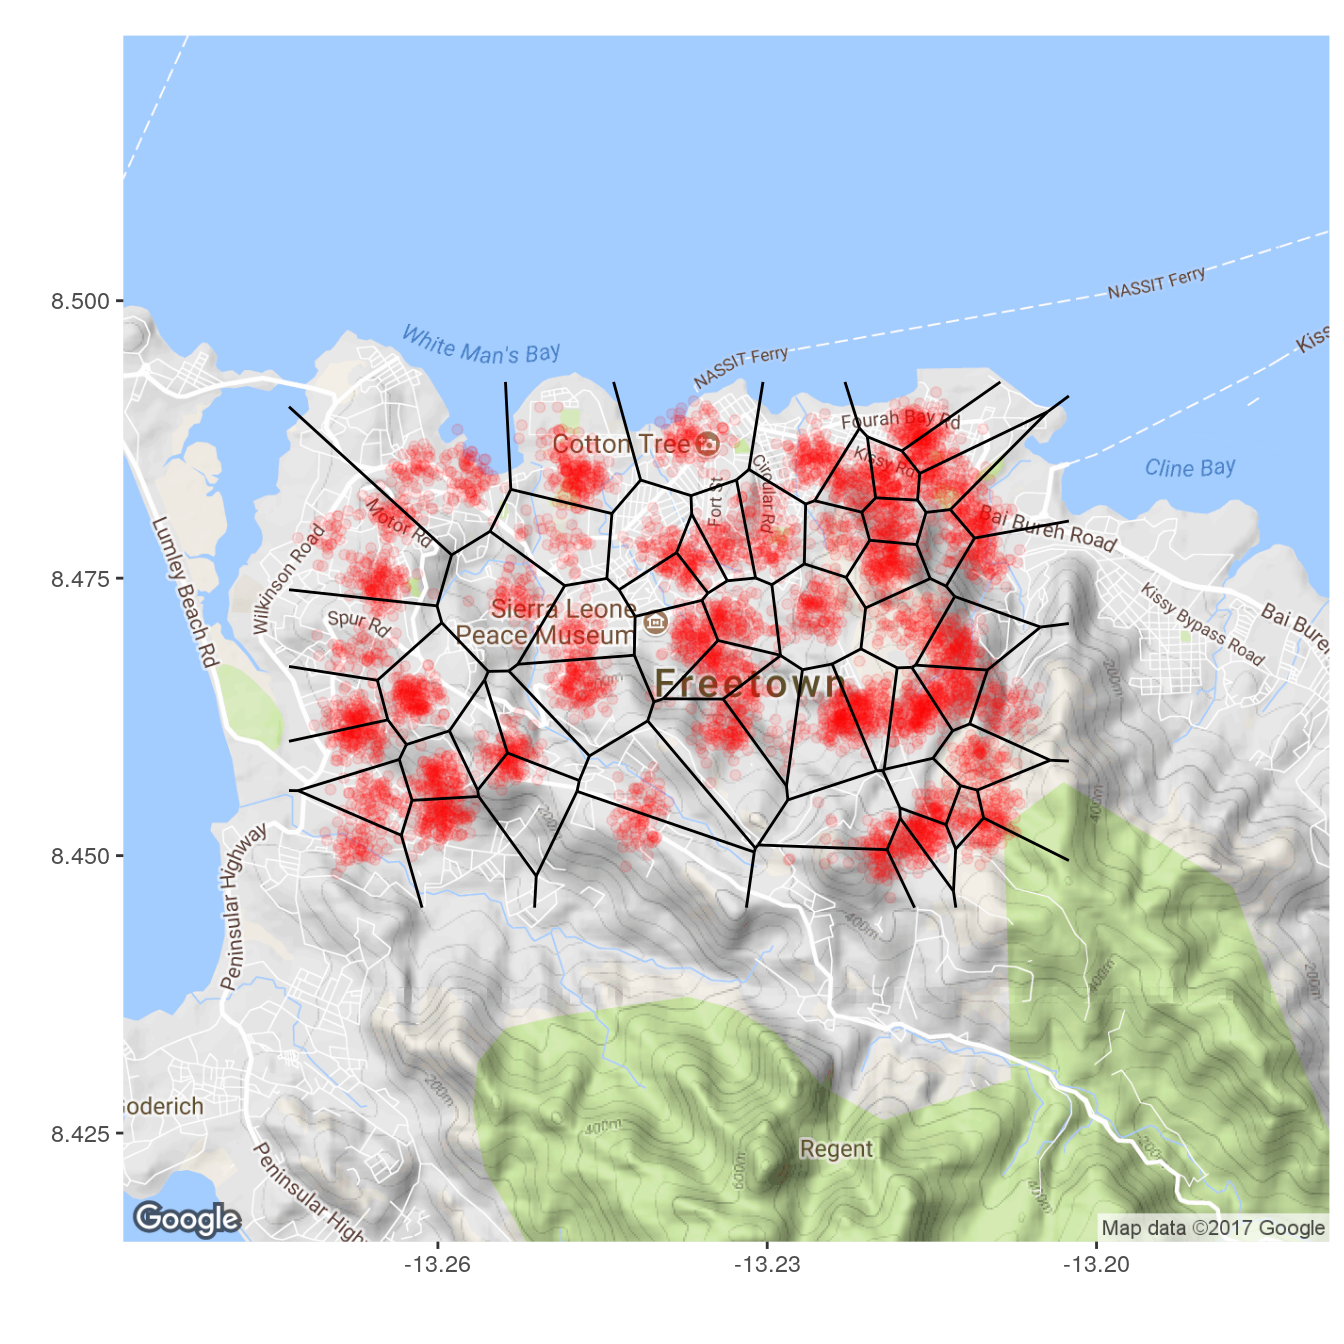 8.500
8.475
8.450
8.425
-13.26
-13.23
-13.20
NASSIT Ferry
Kiss
White Man's Bay
NASSIT Ferry
Fourah Bay Rd
Cotton Tree
Kissy Rd
Circular Rd
Fort St
Cline Bay
Motor Rd
Bai Bureh Road
Lumley Beach Rd
Wilkinson Road
Sierra Leone
Peace Museum
Spur Rd
Kissy Bypass Road
Bai Buren
200m
Freetown
400m
200m
Peninsular Highway
400m
400m
200m
200m
oderich
400m
600m
Regent
200m
400m
Peninsular High
Google
Map data ©2017 Google